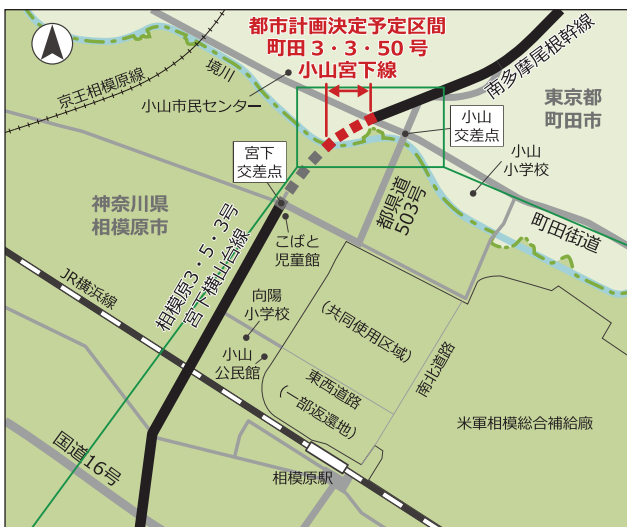 都市計画決定予定区間
町田3・3・50号
小山宮下線
南多摩尾根幹線
京王相模原線
境川
小山市民センター
東京都
町田市
小山
交差点
宮下
交差点
小山
小学校
神奈川県
相模原市
都県道
503号
町田街道
こばと
児童館
相模原3・5・3号
宮下横山台線
JR横浜線
向陽
小学校
(共同使用区域)
小山
公民館
南北道路
東西道路
(一部返還地)
米軍相模総合補給廠
国道16号
相模原駅